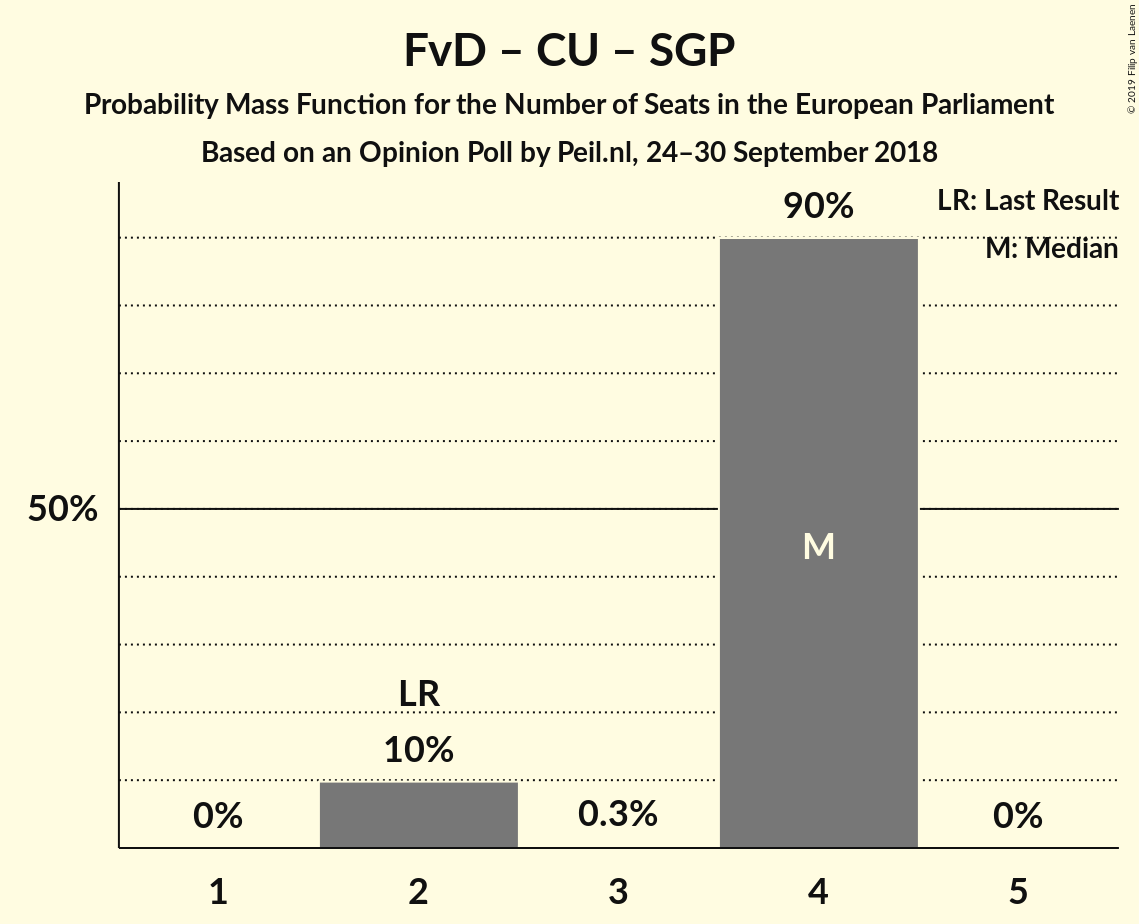 FvD – CU – SGP
Probability Mass Function for the Number of Seats in the European Parliament
Based on an Opinion Poll by Peil.nl, 24–30 September 2018
© 2019 Filip van Laenen
LR: Last Result
M: Median
90%
50%
M
LR
10%
0%
0.3%
0%
1 2 3 4 5